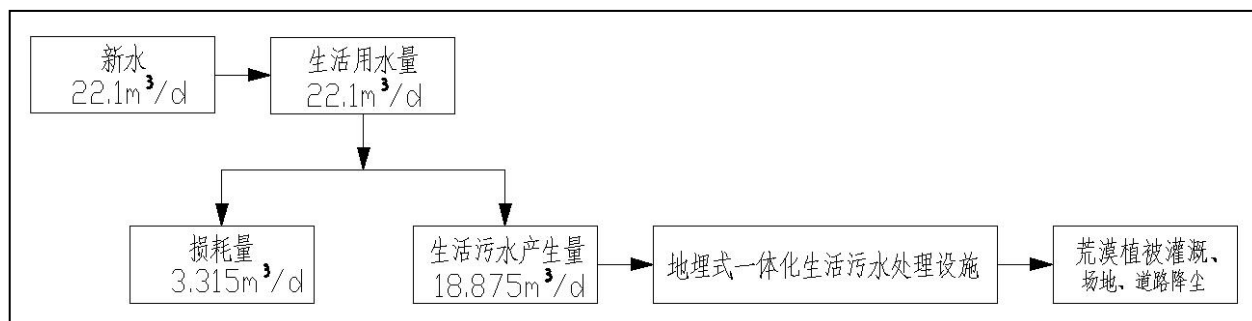 新水
22.1m³/d
生活用水量
22.1m³/d
损耗量
3.315m³/d
生活污水产生量
18.875m³/d
地埋式一体化生活污水处理设施
荒漠植被灌溉、
场地、道路降尘